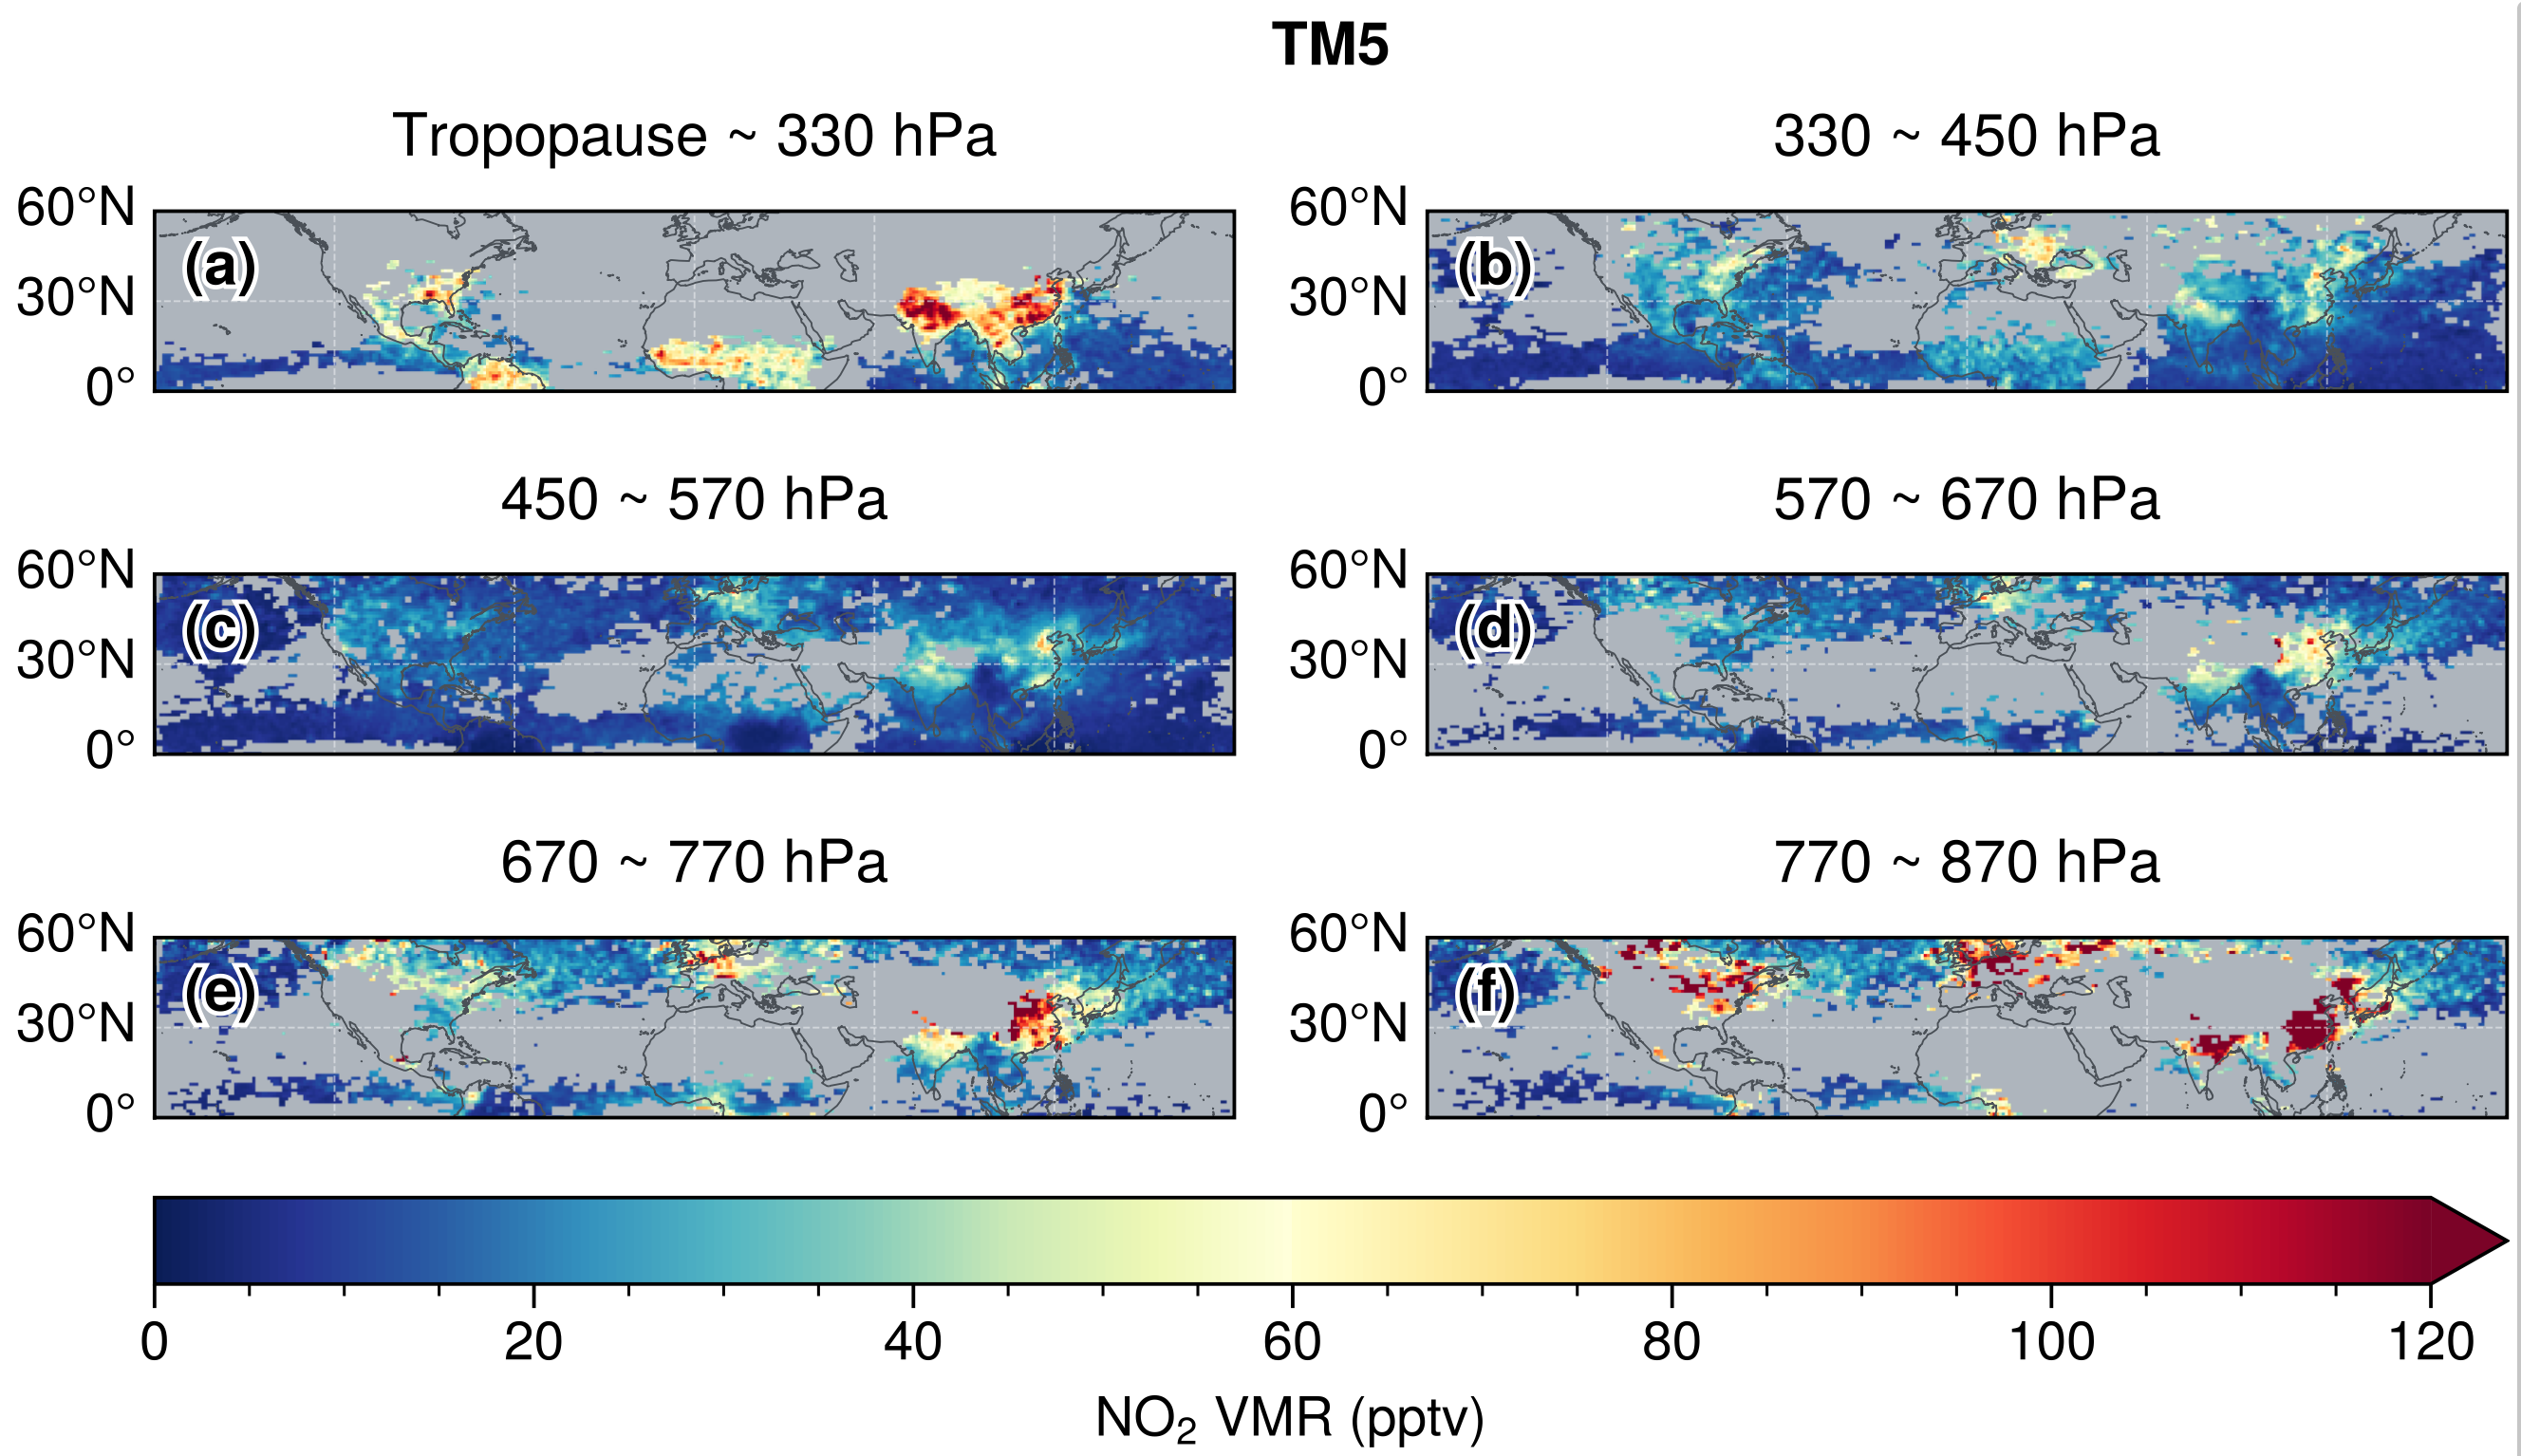 TM5
Tropopause ~ 330 hPa
330 ~ 450 hPa
60°N
30°N
0°
(a)
60°N
30°N
0°
(b)
450 ~ 570 hPa
570 ~ 670 hPa
60°N
30°N
0°
(c)
60°N
30°N
0°
(d)
670 ~ 770 hPa
770 ~ 870 hPa
60°N
30°N
0°
(e)
60°N
30°N
0°
(f)
0 20 40 60 80 100 120
NO₂ VMR (pptv)